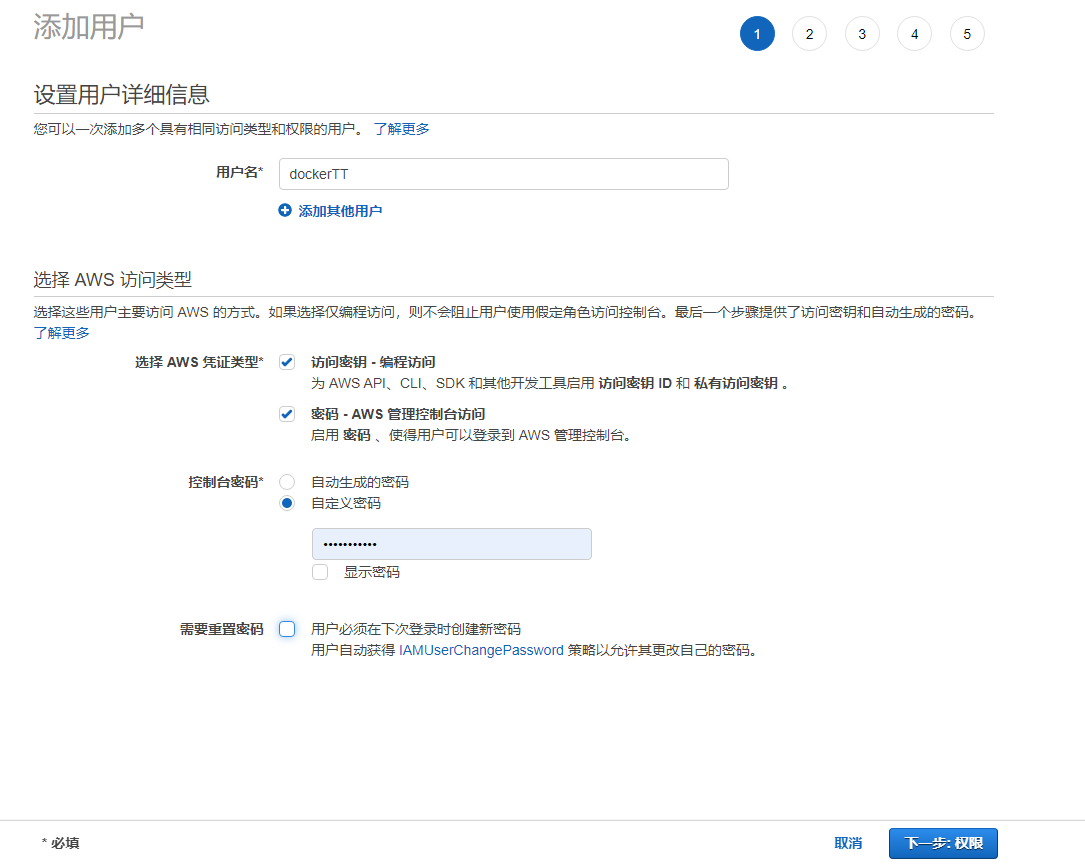 添加用户
1 2 3 4 5
设置用户详细信息
您可以一次添加多个具有相同访问类型和权限的用户。 了解更多
用户名* dockerTT
添加其他用户
选择 AWS 访问类型
选择这些用户主要访问 AWS 的方式。如果选择仅编程访问，则不会阻止用户使用假定角色访问控制台。最后一个步骤提供了访问密钥和自动生成的密码。
了解更多
选择 AWS 凭证类型* 访问密钥 - 编程访问
为 AWS API、CLI、SDK 和其他开发工具启用 访问密钥 ID 和 私有访问密钥 。
密码 - AWS 管理控制台访问
启用 密码 、使得用户可以登录到 AWS 管理控制台。
控制台密码* 自动生成的密码
自定义密码
•••••••••••
显示密码
需要重置密码 用户必须在下次登录时创建新密码
用户自动获得 IAMUserChangePassword 策略以允许其更改自己的密码。
* 必填 取消 下一步: 权限